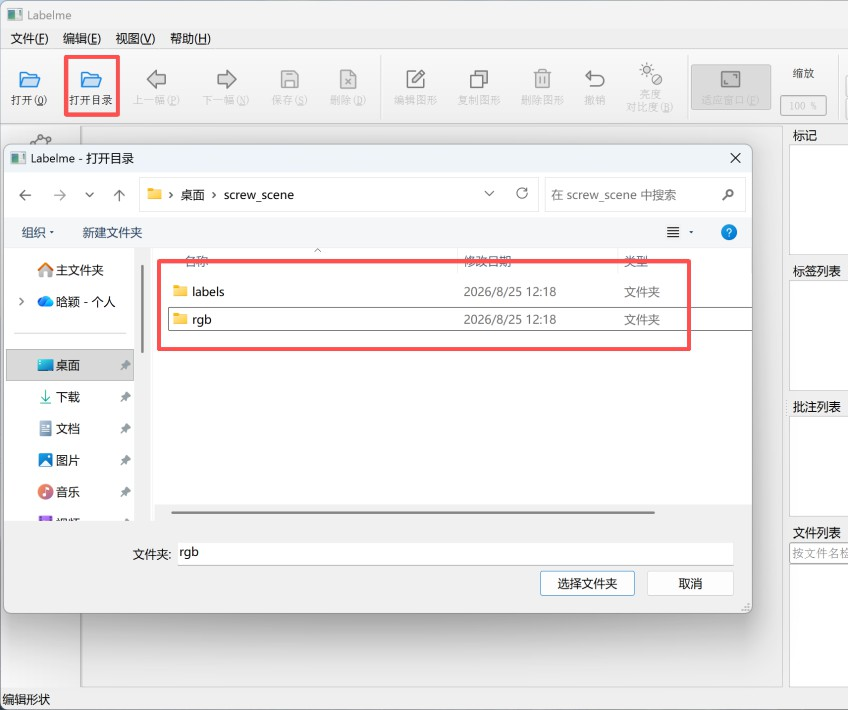 Labelme
文件(F) 编辑(E) 视图(V) 帮助(H)
打开(O) 打开目录 上一幅(P) 下一幅(N) 保存(S) 删除(D) 编辑图形 复制图形 删除图形 撤销 亮度 对比度(B) 适应窗口(F) 缩放
100 %
标记
Labelme - 打开目录
桌面 screw_scene
在 screw_scene 中搜索
组织 新建文件夹
名称 修改日期 类型
主文件夹
标签列表
labels 2026/8/25 12:18 文件夹
晗颖 - 个人
rgb 2026/8/25 12:18 文件夹
桌面
下载
批注列表
文档
图片
音乐
视频
文件列表
文件夹: rgb
按文件名检
选择文件夹 取消
编辑形状